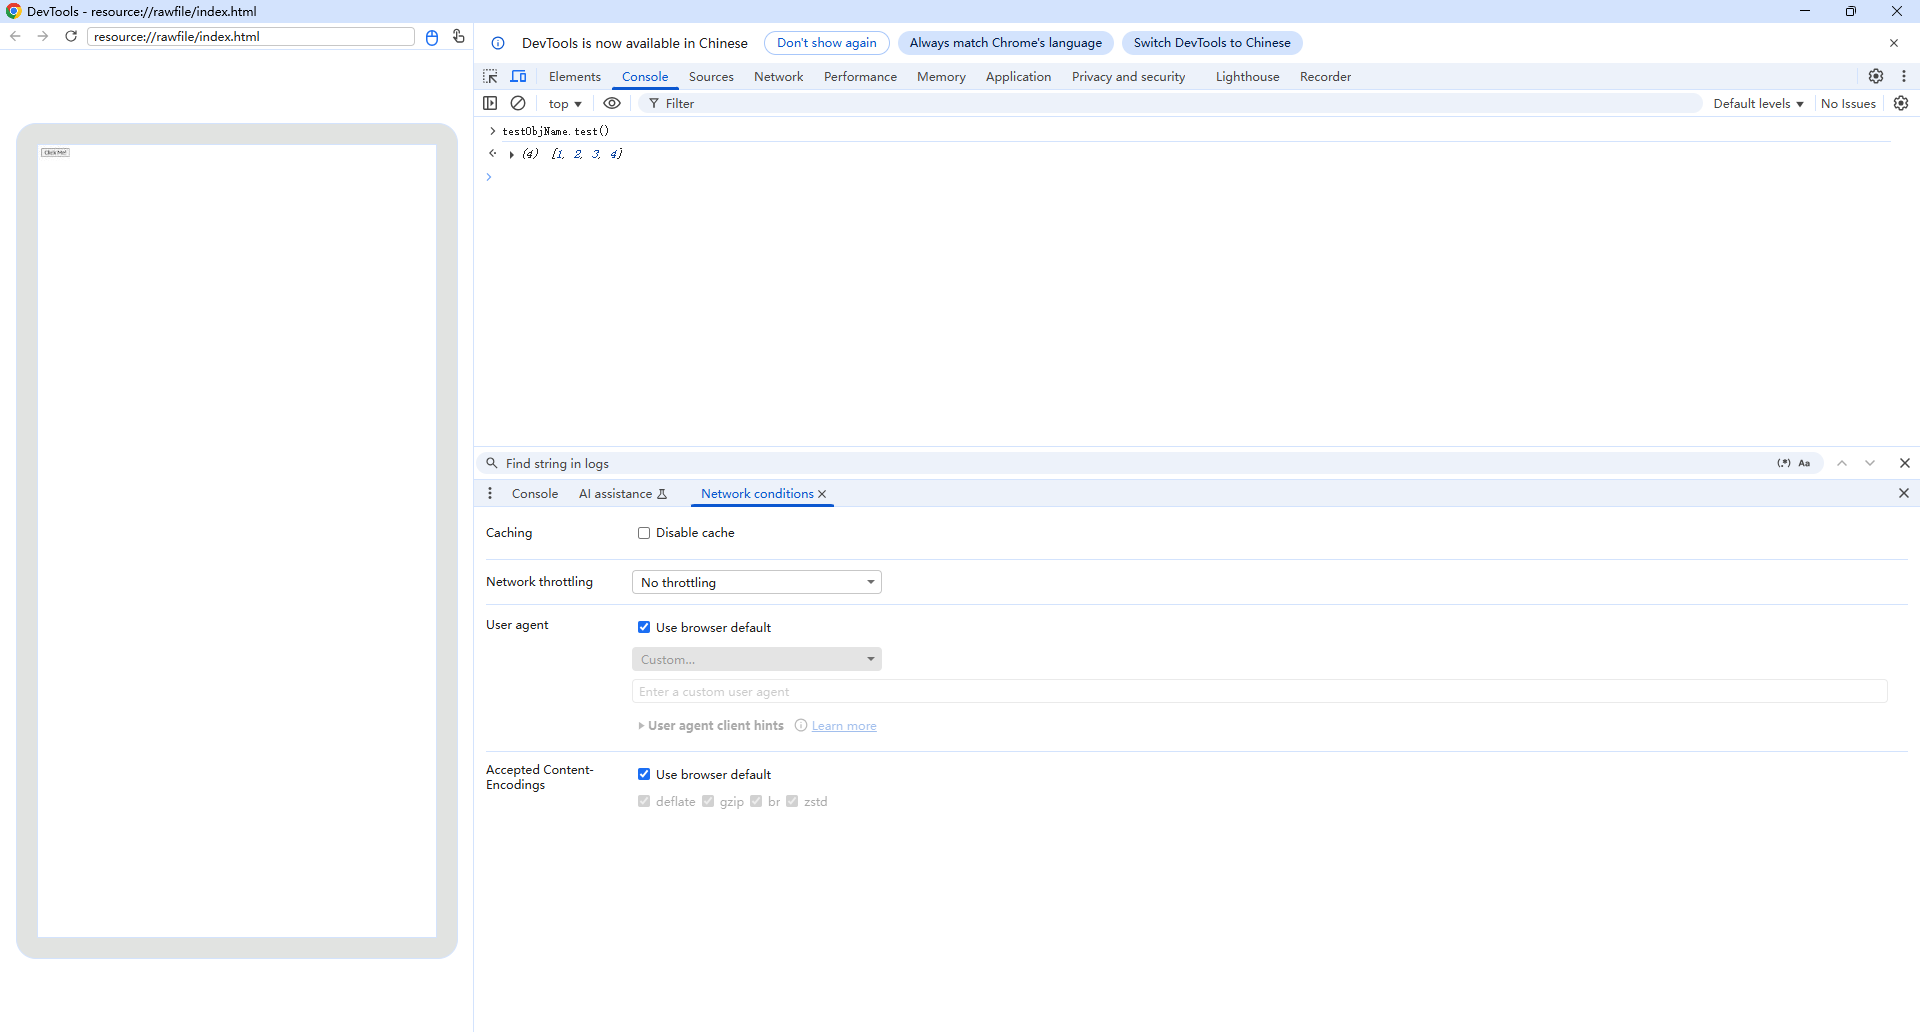 DevTools - resource://rawfile/index.html
resource://rawfile/index.html
Click Me!
DevTools is now available in Chinese
Don't show again
Always match Chrome's language
Switch DevTools to Chinese
Elements Console Sources Network Performance Memory Application Privacy and security Lighthouse Recorder
top Filter Default levels No Issues
testObjName.test()
(4) [1, 2, 3, 4]
Find string in logs (.*) Aa
Console AI assistance Network conditions
Caching Disable cache
Network throttling No throttling
User agent Use browser default
Custom...
Enter a custom user agent
User agent client hints Learn more
Accepted Content-
Encodings
Use browser default
deflate gzip br zstd